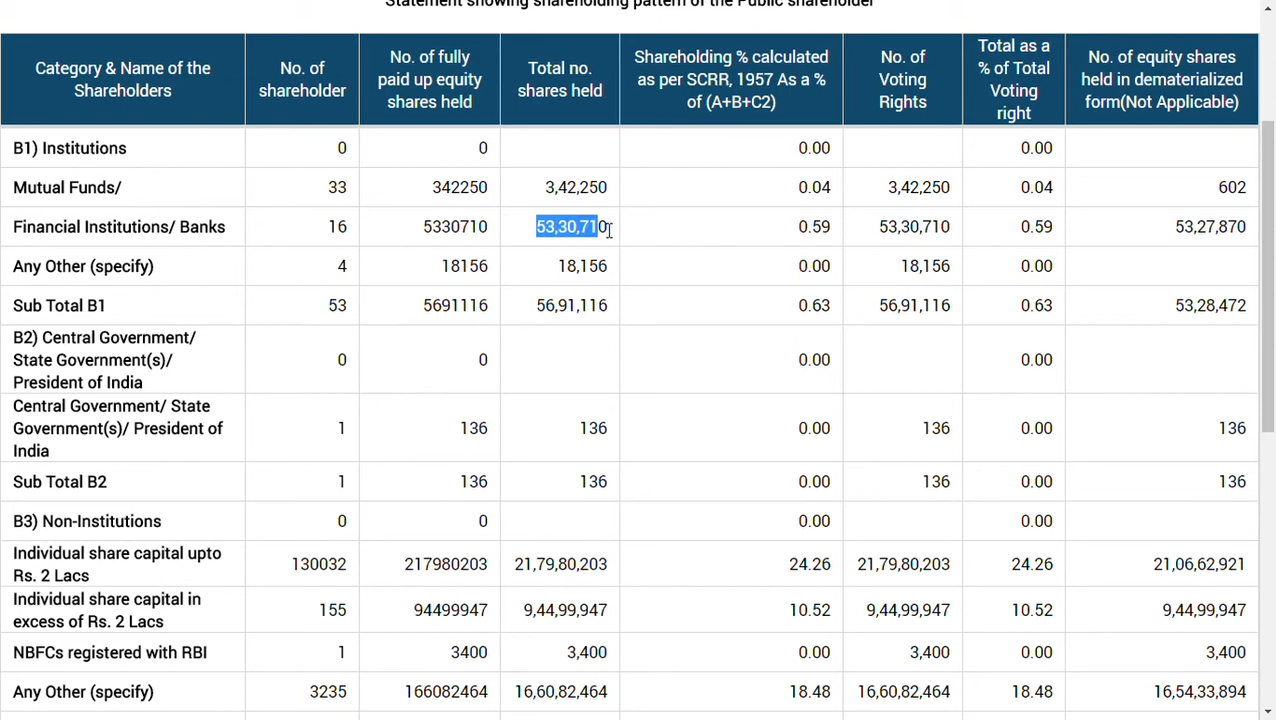 Statement showing shareholding pattern of the Public shareholder
Category & Name of the Shareholders | No. of shareholder | No. of fully paid up equity shares held | Total no. shares held | Shareholding % calculated as per SCRR, 1957 As a % of (A+B+C2) | No. of Voting Rights | Total as a % of Total Voting right | No. of equity shares held in dematerialized form(Not Applicable)
B1) Institutions 0 0 0.00 0.00
Mutual Funds/ 33 342250 3,42,250 0.04 3,42,250 0.04 602
Financial Institutions/ Banks 16 5330710 53,30,710 0.59 53,30,710 0.59 53,27,870
Any Other (specify) 4 18156 18,156 0.00 18,156 0.00
Sub Total B1 53 5691116 56,91,116 0.63 56,91,116 0.63 53,28,472
B2) Central Government/ State Government(s)/ President of India 0 0 0.00 0.00
Central Government/ State Government(s)/ President of India 1 136 136 0.00 136 0.00 136
Sub Total B2 1 136 136 0.00 136 0.00 136
B3) Non-Institutions 0 0 0.00 0.00
Individual share capital upto Rs. 2 Lacs 130032 217980203 21,79,80,203 24.26 21,79,80,203 24.26 21,06,62,921
Individual share capital in excess of Rs. 2 Lacs 155 94499947 9,44,99,947 10.52 9,44,99,947 10.52 9,44,99,947
NBFCs registered with RBI 1 3400 3,400 0.00 3,400 0.00 3,400
Any Other (specify) 3235 166082464 16,60,82,464 18.48 16,60,82,464 18.48 16,54,33,894